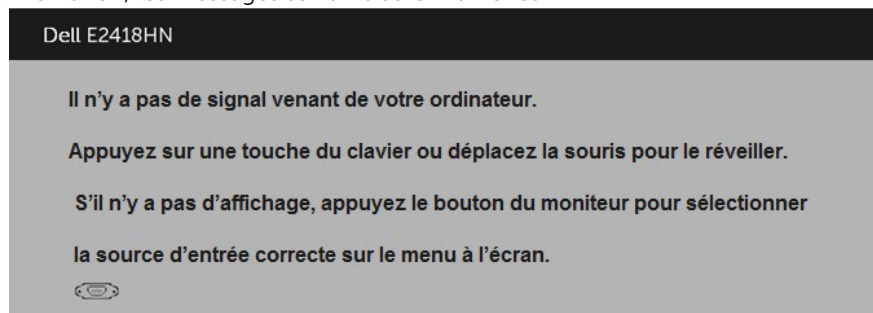 Dell E2418HN
Il n’y a pas de signal venant de votre ordinateur.
Appuyez sur une touche du clavier ou déplacez la souris pour le réveiller.
S’il n’y a pas d’affichage, appuyez le bouton du moniteur pour sélectionner
la source d’entrée correcte sur le menu à l’écran.